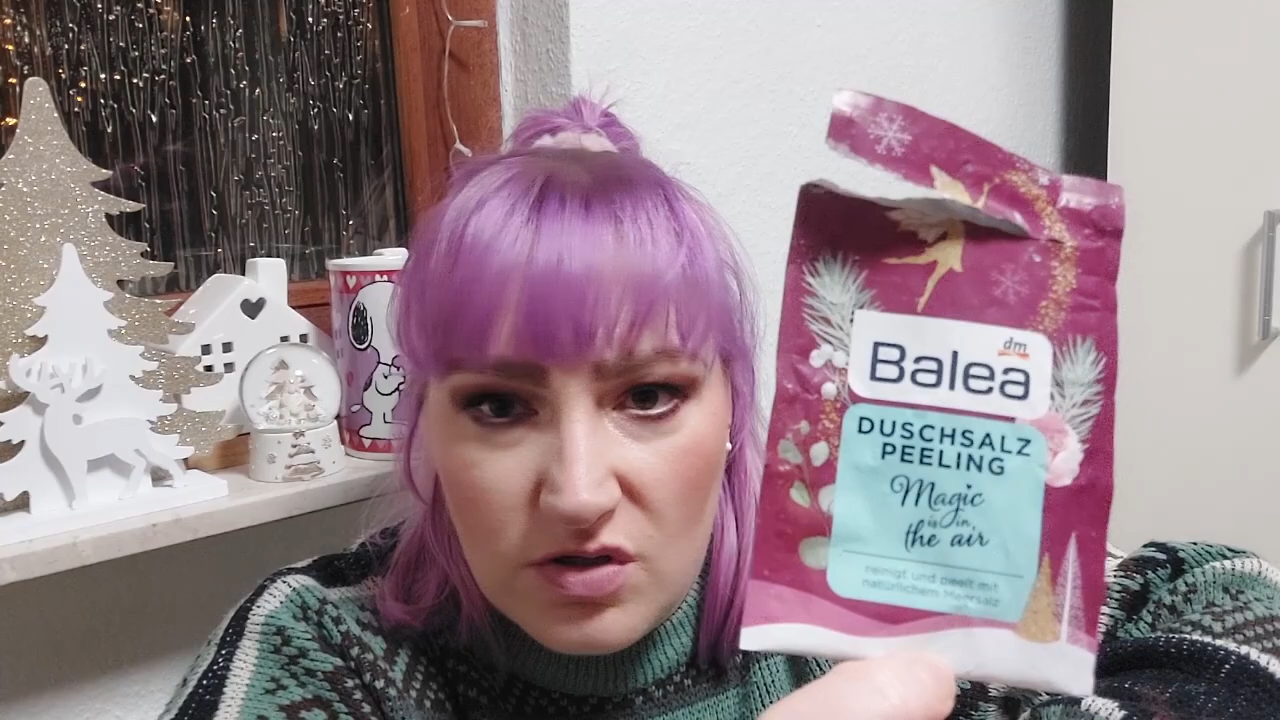 dm
Balea
DUSCHSALZ
PEELING
Magic
is in
the air
reinigt und peelt mit
natürlichem Meersalz